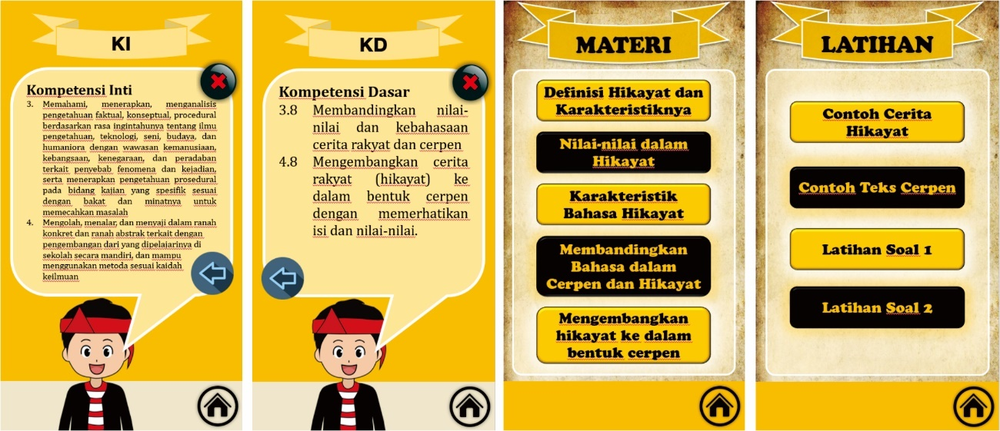 KI
Kompetensi Inti
3. Memahami, menerapkan, menganalisis
pengetahuan faktual, konseptual, procedural
berdasarkan rasa ingintahunya tentang ilmu
pengetahuan, teknologi, seni, budaya, dan
humaniora dengan wawasan kemanusiaan,
kebangsaan, kenegaraan, dan peradaban
terkait penyebab fenomena dan kejadian,
serta menerapkan pengetahuan prosedural
pada bidang kajian yang spesifik sesuai
dengan bakat dan minatnya untuk
memecahkan masalah
4. Mengolah, menalar, dan menyaji dalam ranah
konkret dan ranah abstrak terkait dengan
pengembangan dari yang dipelajarinya di
sekolah secara mandiri, dan mampu
menggunakan metoda sesuai kaidah
keilmuan
KD
Kompetensi Dasar
3.8 Membandingkan nilai-
nilai dan kebahasaan
cerita rakyat dan cerpen
4.8 Mengembangkan cerita
rakyat (hikayat) ke
dalam bentuk cerpen
dengan memerhatikan
isi dan nilai-nilai.
MATERI
Definisi Hikayat dan
Karakteristiknya
Nilai-nilai dalam
Hikayat
Karakteristik
Bahasa Hikayat
Membandingkan
Bahasa dalam
Cerpen dan Hikayat
Mengembangkan
hikayat ke dalam
bentuk cerpen
LATIHAN
Contoh Cerita
Hikayat
Contoh Teks Cerpen
Latihan Soal 1
Latihan Soal 2